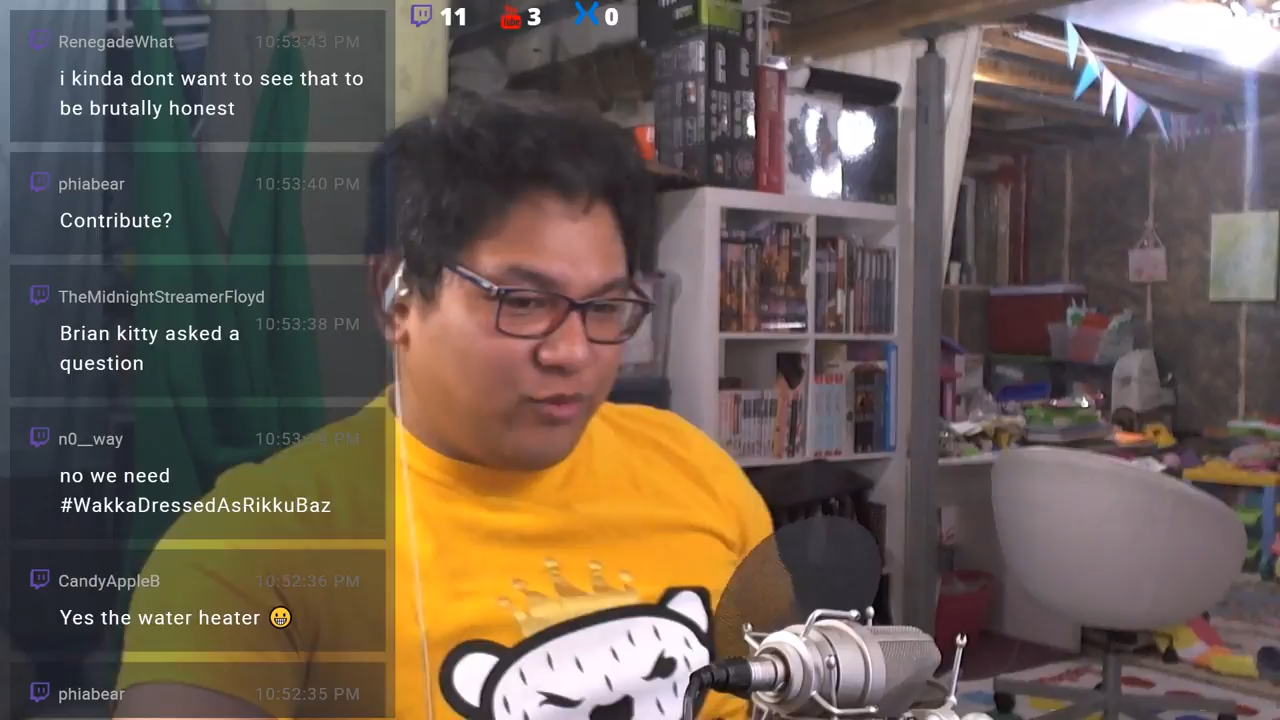 11 3 0
RenegadeWhat 10:53:43 PM
i kinda dont want to see that to
be brutally honest
phiabear 10:53:40 PM
Contribute?
TheMidnightStreamerFloyd
10:53:38 PM
Brian kitty asked a
question
n0__way
no we need
#WakkaDressedAsRikkuBaz
CandyAppleB 10:52:36 PM
Yes the water heater 😀
phiabear 10:52:35 PM